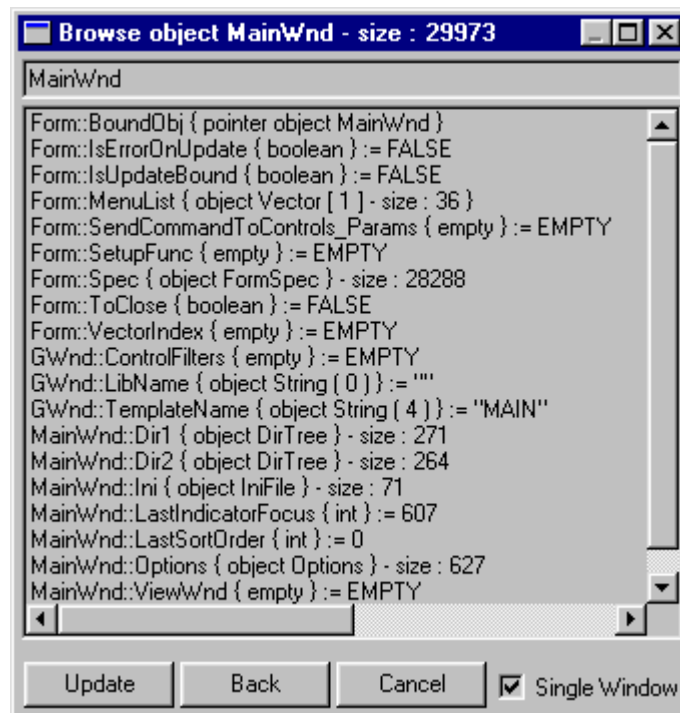 Browse object MainWnd - size : 29973
MainWnd
Form::BoundObj { pointer object MainWnd }
Form::IsErrorOnUpdate { boolean } := FALSE
Form::IsUpdateBound { boolean } := FALSE
Form::MenuList { object Vector [ 1 ] - size : 36 }
Form::SendCommandToControls_Params { empty } := EMPTY
Form::SetupFunc { empty } := EMPTY
Form::Spec { object FormSpec } - size : 28288
Form::ToClose { boolean } := FALSE
Form::VectorIndex { empty } := EMPTY
GWnd::ControlFilters { empty } := EMPTY
GWnd::LibName { object String ( 0 ) } := ""
GWnd::TemplateName { object String ( 4 ) } := "MAIN"
MainWnd::Dir1 { object DirTree } - size : 271
MainWnd::Dir2 { object DirTree } - size : 264
MainWnd::Ini { object IniFile } - size : 71
MainWnd::LastIndicatorFocus { int } := 607
MainWnd::LastSortOrder { int } := 0
MainWnd::Options { object Options } - size : 627
MainWnd::ViewWnd { empty } := EMPTY
Update Back Cancel Single Window